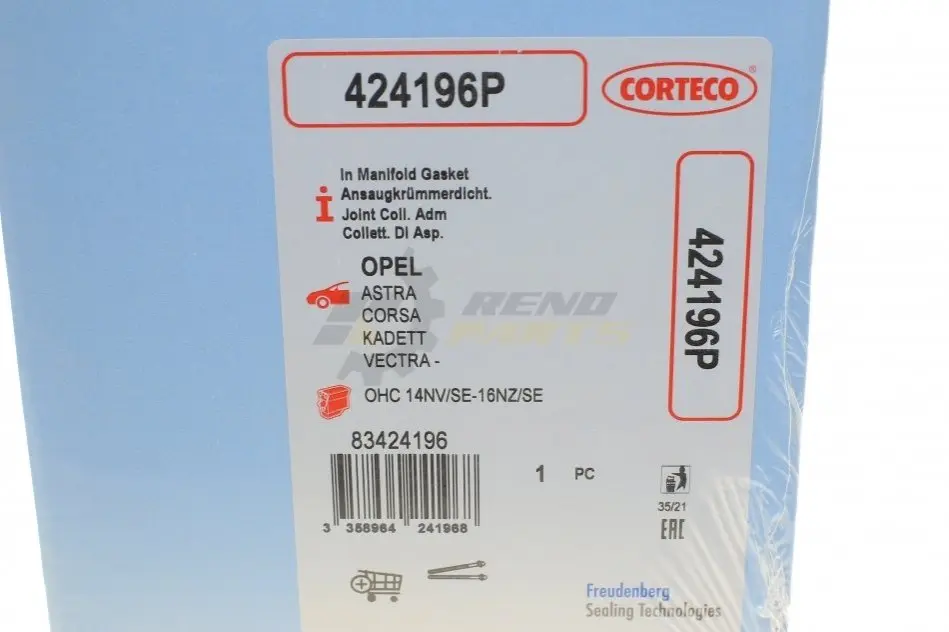 424196P
CORTECO®
In Manifold Gasket
Ansaugkrümmerdicht.
Joint Coll. Adm
Collett. DI Asp.
OPEL
ASTRA
CORSA
KADETT
VECTRA -
RENO
PARTS
OHC 14NV/SE-16NZ/SE
424196P
83424196
3 358964 241968
1 PC
35/21
EAC
Freudenberg
Sealing Technologies